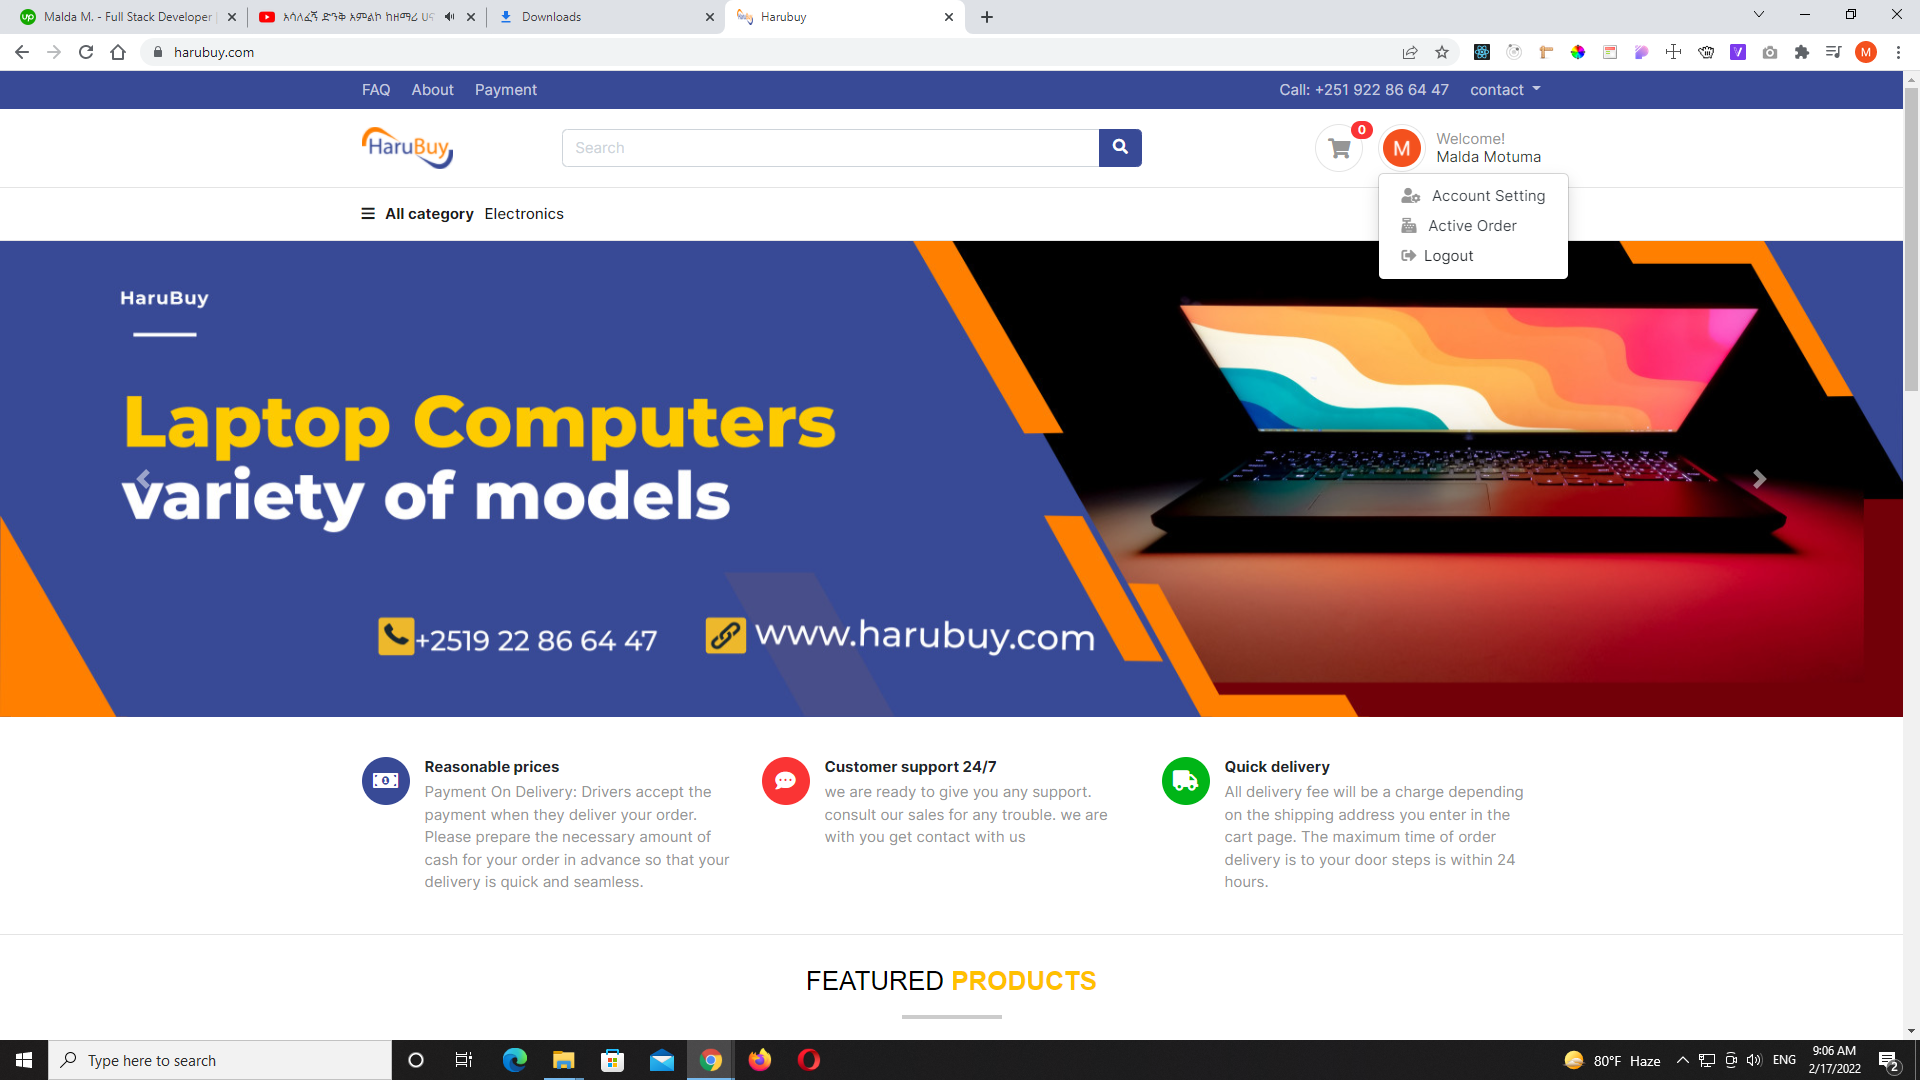 Malda M. - Full Stack Developer
አሳለፈኝ ድንቅ አምልኮ ከዘማሪ ሀና
Downloads
Harubuy
harubuy.com
M
FAQ About Payment
Call: +251 922 86 64 47 contact
HaruBuy
Search
0
M
Welcome!
Malda Motuma
Account Setting
Active Order
Logout
All category Electronics
HaruBuy
Laptop Computers
variety of models
+2519 22 86 64 47
www.harubuy.com
Reasonable prices
Payment On Delivery: Drivers accept the
payment when they deliver your order.
Please prepare the necessary amount of
cash for your order in advance so that your
delivery is quick and seamless.
Customer support 24/7
we are ready to give you any support.
consult our sales for any trouble. we are
with you get contact with us
Quick delivery
All delivery fee will be a charge depending
on the shipping address you enter in the
cart page. The maximum time of order
delivery is to your door steps is within 24
hours.
FEATURED PRODUCTS
Type here to search
80°F Haze
ENG
9:06 AM
2/17/2022
2